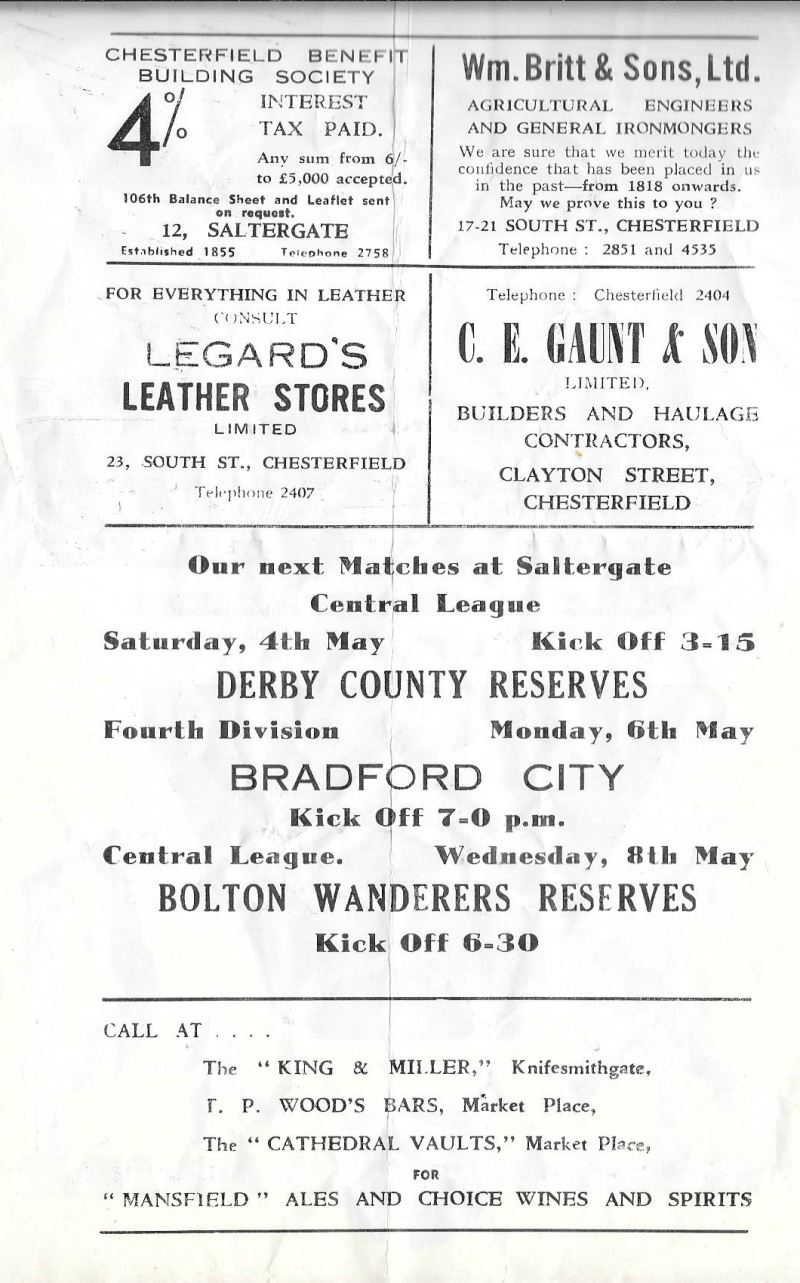 CHESTERFIELD BENEFIT
BUILDING SOCIETY
4% INTEREST
TAX PAID.
Any sum from 6/-
to £5,000 accepted.
106th Balance Sheet and Leaflet sent
on request.
12, SALTERGATE
Established 1855 Telephone 2758
Wm. Britt & Sons, Ltd.
AGRICULTURAL ENGINEERS
AND GENERAL IRONMONGERS
We are sure that we merit today the
confidence that has been placed in us
in the past—from 1818 onwards.
May we prove this to you ?
17-21 SOUTH ST., CHESTERFIELD
Telephone : 2851 and 4535
FOR EVERYTHING IN LEATHER
CONSULT
LEGARD'S
LEATHER STORES
LIMITED
23, SOUTH ST., CHESTERFIELD
Telephone 2407
Telephone : Chesterfield 2404
C. E. GAUNT & SON
LIMITED,
BUILDERS AND HAULAGE
CONTRACTORS,
CLAYTON STREET,
CHESTERFIELD
Our next Matches at Saltergate
Central League
Saturday, 4th May Kick Off 3-15
DERBY COUNTY RESERVES
Fourth Division Monday, 6th May
BRADFORD CITY
Kick Off 7-0 p.m.
Central League. Wednesday, 8th May
BOLTON WANDERERS RESERVES
Kick Off 6-30
CALL AT . . . .
The " KING & MILLER," Knifesmithgate,
T. P. WOOD'S BARS, Market Place,
The " CATHEDRAL VAULTS," Market Place,
FOR
" MANSFIELD " ALES AND CHOICE WINES AND SPIRITS